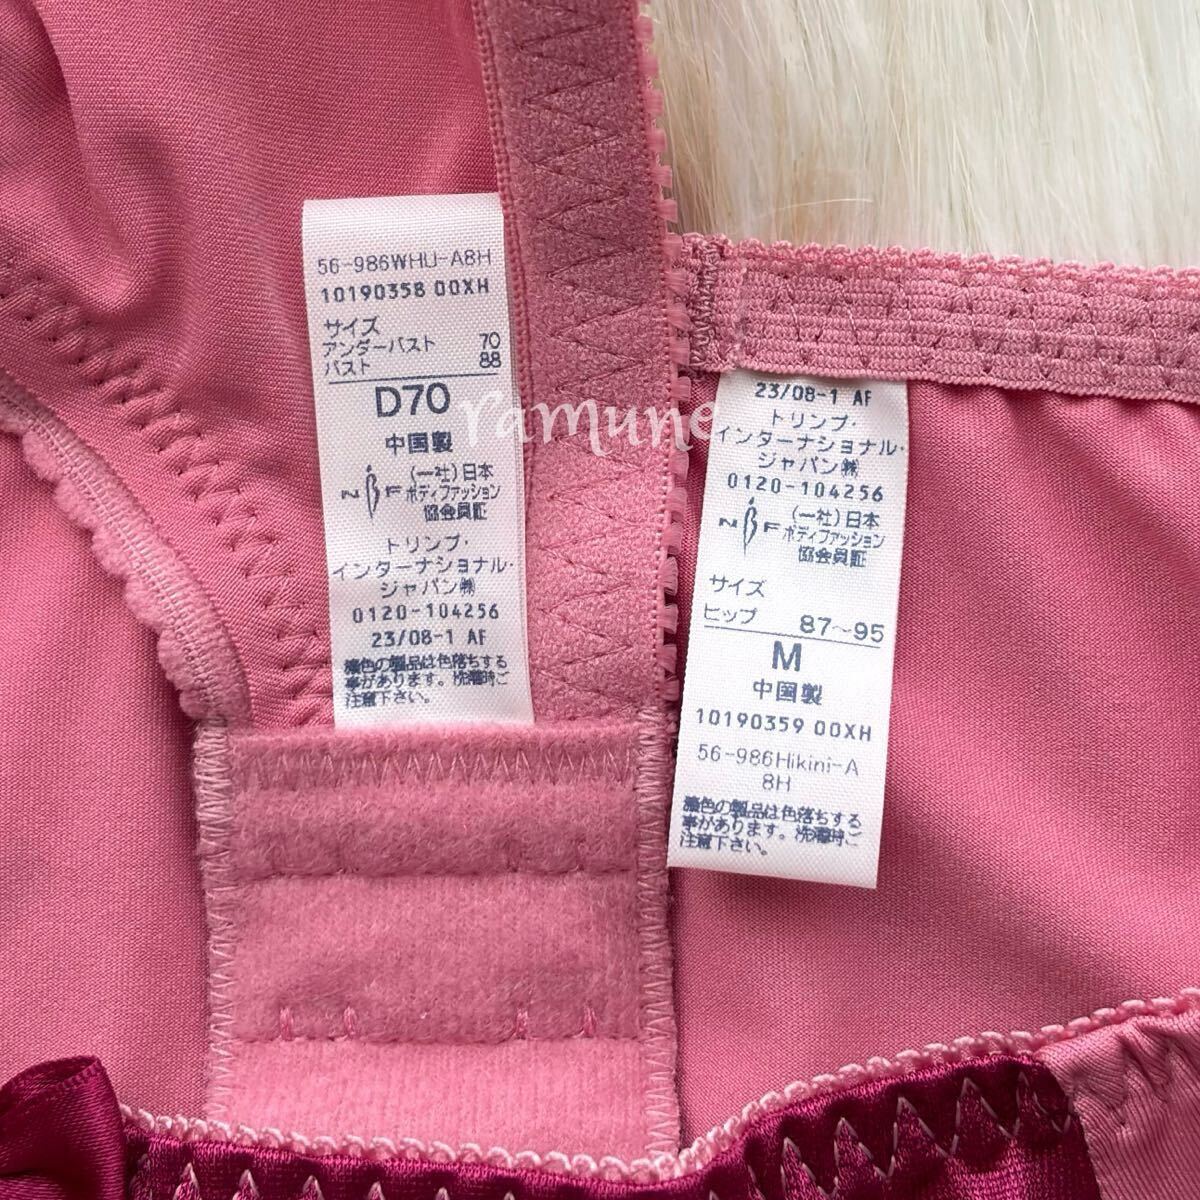 56-986WHU-A8H
10190358 00XH
サイズ
アンダーバスト 70
バスト 88
D70
中国製
NBF (一社)日本
ボディファッション
協会員証
トリンプ・
インターナショナル・
ジャパン㈱
0120-104256
23/08-1 AF
濃色の製品は色落ちする
事があります。洗濯時ご
注意下さい。
ramune
23/08-1 AF
トリンプ・
インターナショナル・
ジャパン㈱
0120-104256
NBF (一社)日本
ボディファッション
協会員証
サイズ
ヒップ 87～95
M
中国製
10190359 00XH
56-986Hikini-A
8H
濃色の製品は色落ちする
事があります。洗濯時ご
注意下さい。